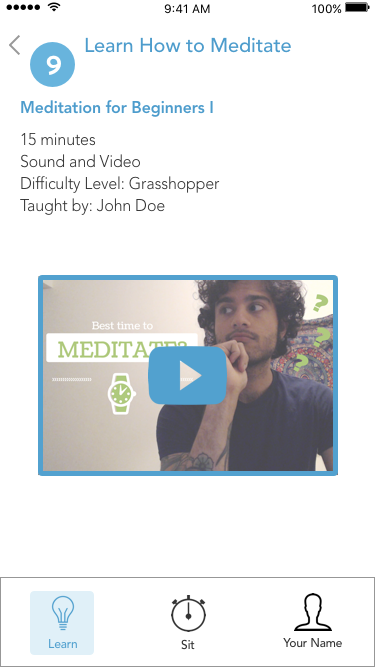 9:41 AM
100%
9
Learn How to Meditate
Meditation for Beginners I
15 minutes
Sound and Video
Difficulty Level: Grasshopper
Taught by: John Doe
Best time to
MEDITATE?
?
?
?
Learn
Sit
Your Name